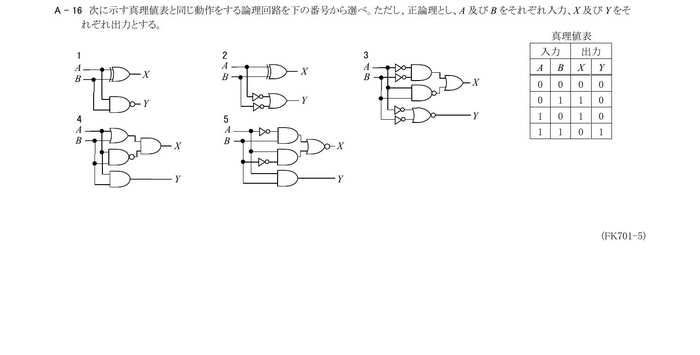 A－16 次に示す真理値表と同じ動作をする論理回路を下の番号から選べ。ただし、正論理とし、A 及び B をそれぞれ入力、X 及び Y をそ
れぞれ出力とする。
1
A
B
X
Y
2
A
B
X
Y
3
A
B
X
Y
4
A
B
X
Y
5
A
B
X
Y
真理値表
入力 出力
A B X Y
0 0 0 0
0 1 1 0
1 0 1 0
1 1 0 1
(FK701-5)